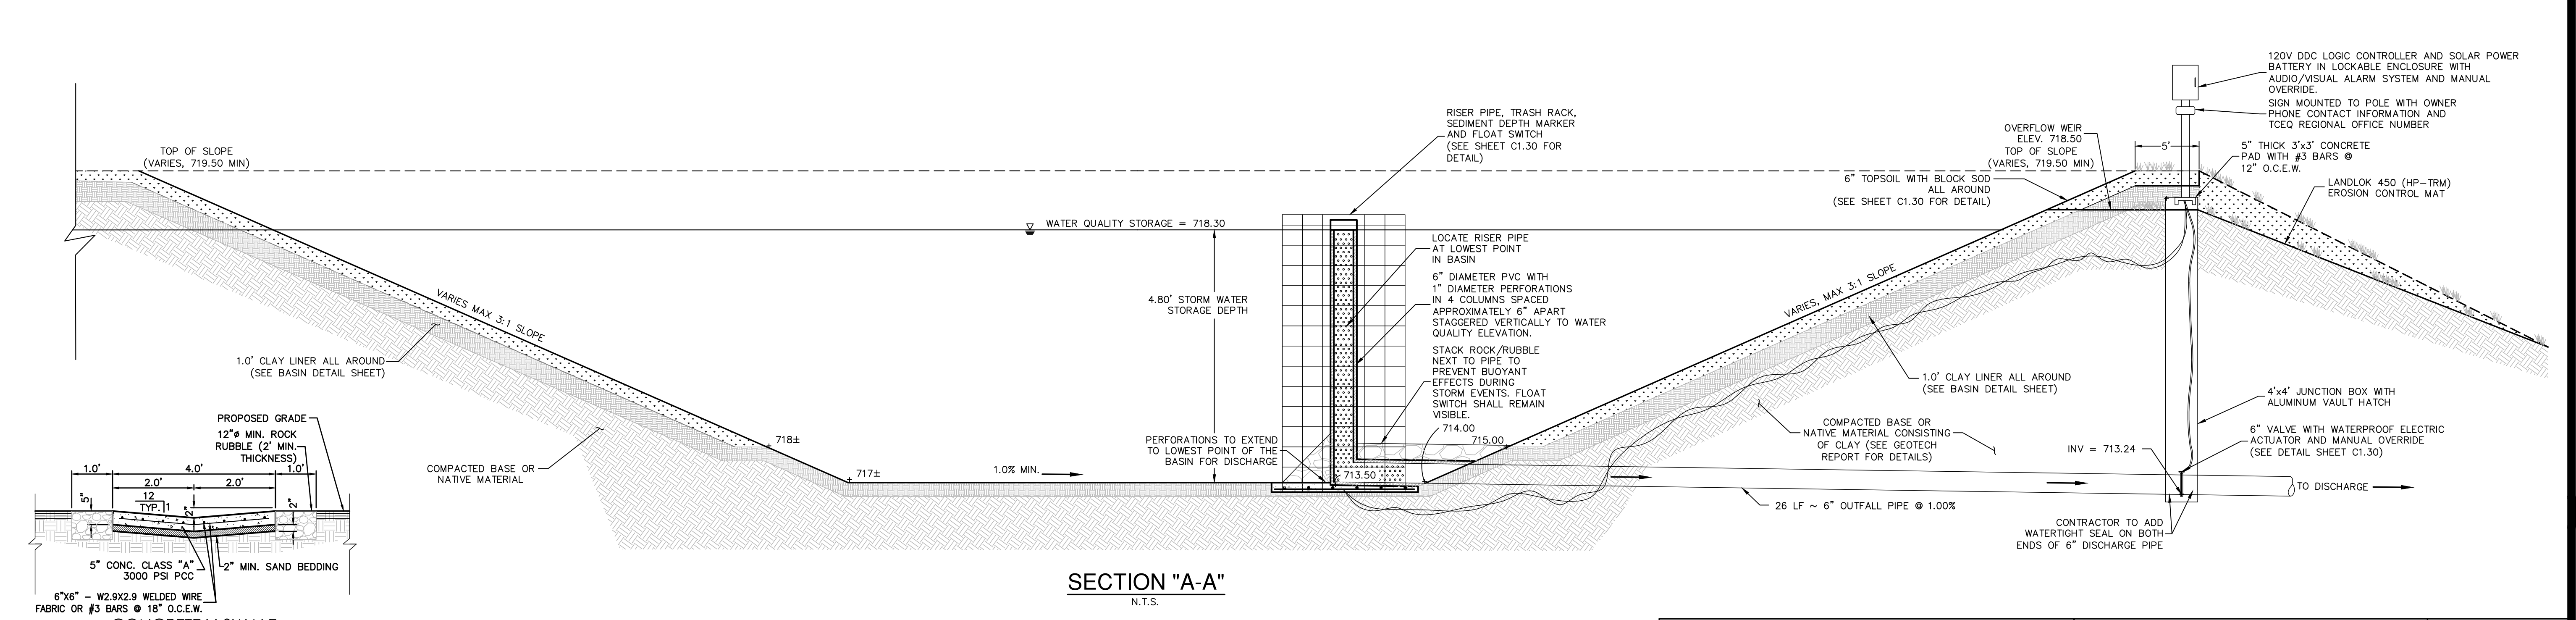 TOP OF SLOPE
(VARIES, 719.50 MIN)
VARIES MAX 3:1 SLOPE
1.0' CLAY LINER ALL AROUND
(SEE BASIN DETAIL SHEET)
COMPACTED BASE OR
NATIVE MATERIAL
718±
717±
1.0% MIN.
WATER QUALITY STORAGE = 718.30
4.80' STORM WATER
STORAGE DEPTH
PERFORATIONS TO EXTEND
TO LOWEST POINT OF THE
BASIN FOR DISCHARGE
RISER PIPE, TRASH RACK,
SEDIMENT DEPTH MARKER
AND FLOAT SWITCH
(SEE SHEET C1.30 FOR
DETAIL)
LOCATE RISER PIPE
AT LOWEST POINT
IN BASIN
6" DIAMETER PVC WITH
1" DIAMETER PERFORATIONS
IN 4 COLUMNS SPACED
APPROXIMATELY 6" APART
STAGGERED VERTICALLY TO WATER
QUALITY ELEVATION.
STACK ROCK/RUBBLE
NEXT TO PIPE TO
PREVENT BUOYANT
EFFECTS DURING
STORM EVENTS. FLOAT
SWITCH SHALL REMAIN
VISIBLE.
714.00
715.00
713.50
VARIES, MAX 3:1 SLOPE
OVERFLOW WEIR
ELEV. 718.50
TOP OF SLOPE
(VARIES, 719.50 MIN)
6" TOPSOIL WITH BLOCK SOD
ALL AROUND
(SEE SHEET C1.30 FOR DETAIL)
5'
120V DDC LOGIC CONTROLLER AND SOLAR POWER
BATTERY IN LOCKABLE ENCLOSURE WITH
AUDIO/VISUAL ALARM SYSTEM AND MANUAL
OVERRIDE.
SIGN MOUNTED TO POLE WITH OWNER
PHONE CONTACT INFORMATION AND
TCEQ REGIONAL OFFICE NUMBER
5" THICK 3'x3' CONCRETE
PAD WITH #3 BARS @
12" O.C.E.W.
LANDLOK 450 (HP-TRM)
EROSION CONTROL MAT
1.0' CLAY LINER ALL AROUND
(SEE BASIN DETAIL SHEET)
COMPACTED BASE OR
NATIVE MATERIAL CONSISTING
OF CLAY (SEE GEOTECH
REPORT FOR DETAILS)
4'x4' JUNCTION BOX WITH
ALUMINUM VAULT HATCH
6" VALVE WITH WATERPROOF ELECTRIC
ACTUATOR AND MANUAL OVERRIDE
(SEE DETAIL SHEET C1.30)
INV = 713.24
TO DISCHARGE
26 LF ~ 6" OUTFALL PIPE @ 1.00%
CONTRACTOR TO ADD
WATERTIGHT SEAL ON BOTH
ENDS OF 6" DISCHARGE PIPE
PROPOSED GRADE
12"ø MIN. ROCK
RUBBLE (2' MIN.
THICKNESS)
1.0' 4.0' 1.0'
2.0' 2.0'
5" 12 2" 2"
TYP. 1
5" CONC. CLASS "A"
3000 PSI PCC
2" MIN. SAND BEDDING
6"X6" - W2.9X2.9 WELDED WIRE
FABRIC OR #3 BARS @ 18" O.C.E.W.
SECTION "A-A"
N.T.S.